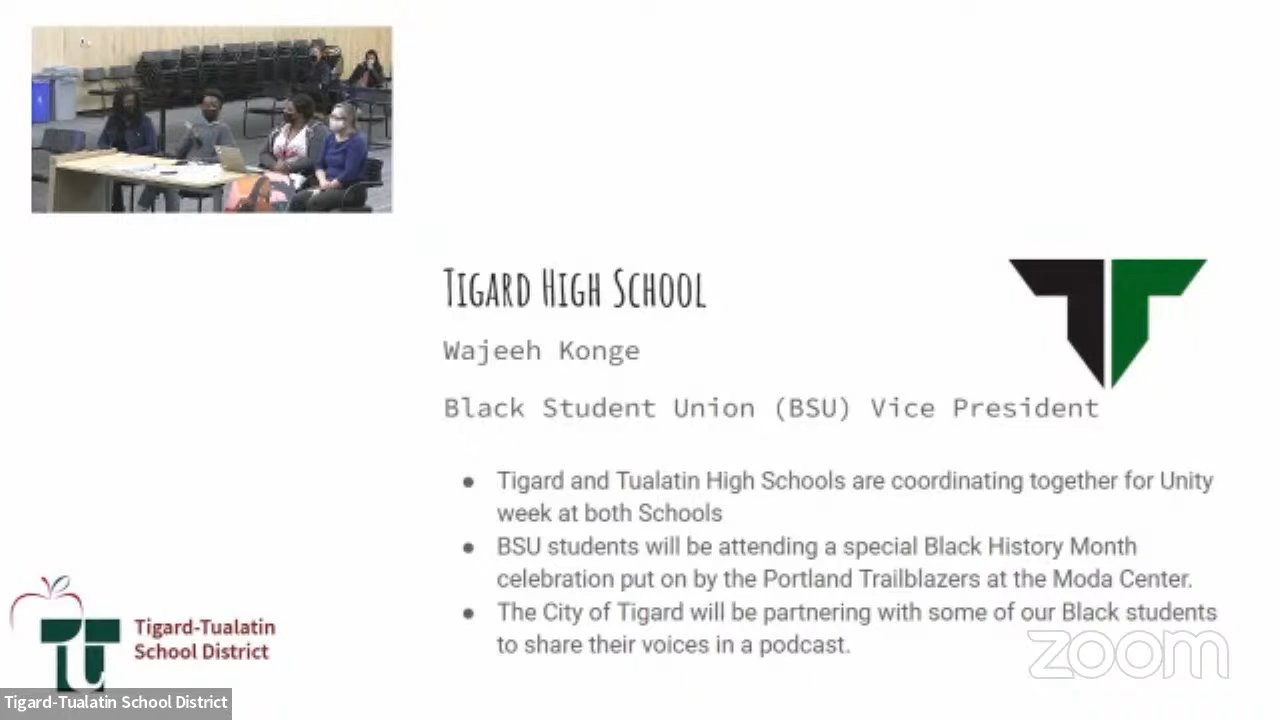 Tigard High School
Wajeeh Konge
Black Student Union (BSU) Vice President
● Tigard and Tualatin High Schools are coordinating together for Unity
week at both Schools
● BSU students will be attending a special Black History Month
celebration put on by the Portland Trailblazers at the Moda Center.
● The City of Tigard will be partnering with some of our Black students
to share their voices in a podcast.
Tigard-Tualatin
School District
zoom
Tigard-Tualatin School District